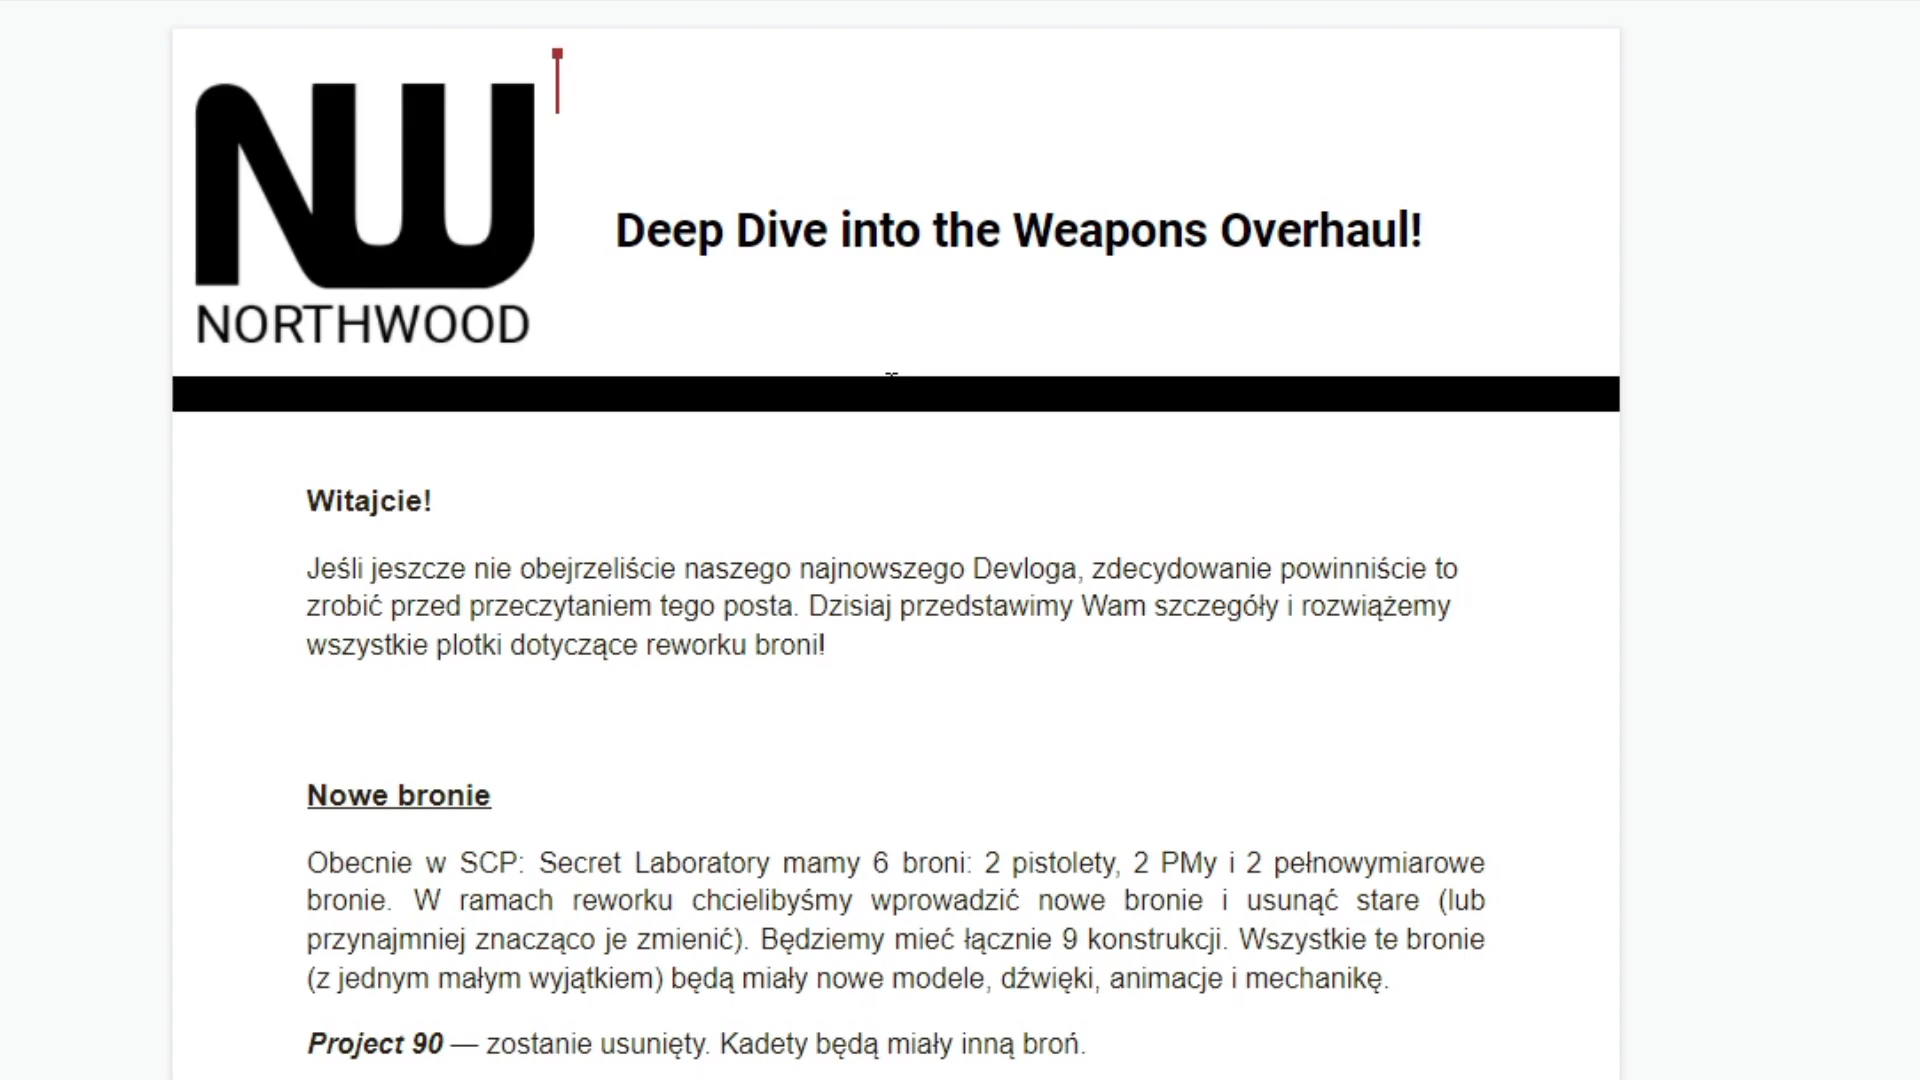 NW
NORTHWOOD
Deep Dive into the Weapons Overhaul!
Witajcie!
Jeśli jeszcze nie obejrzeliście naszego najnowszego Devloga, zdecydowanie powinniście to
zrobić przed przeczytaniem tego posta. Dzisiaj przedstawimy Wam szczegóły i rozwiążemy
wszystkie plotki dotyczące reworku broni!
Nowe bronie
Obecnie w SCP: Secret Laboratory mamy 6 broni: 2 pistolety, 2 PMy i 2 pełnowymiarowe
bronie. W ramach reworku chcielibyśmy wprowadzić nowe bronie i usunąć stare (lub
przynajmniej znacząco je zmienić). Będziemy mieć łącznie 9 konstrukcji. Wszystkie te bronie
(z jednym małym wyjątkiem) będą miały nowe modele, dźwięki, animacje i mechanikę.
Project 90 — zostanie usunięty. Kadety będą miały inną broń.